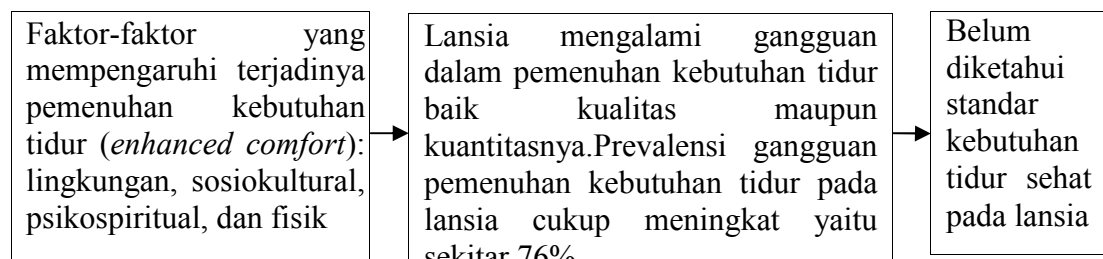 Faktor-faktor yang
mempengaruhi terjadinya
pemenuhan kebutuhan
tidur (enhanced comfort):
lingkungan, sosiokultural,
psikospiritual, dan fisik
Lansia mengalami gangguan
dalam pemenuhan kebutuhan tidur
baik kualitas maupun
kuantitasnya.Prevalensi gangguan
pemenuhan kebutuhan tidur pada
lansia cukup meningkat yaitu
sekitar 76%
Belum
diketahui
standar
kebutuhan
tidur sehat
pada lansia